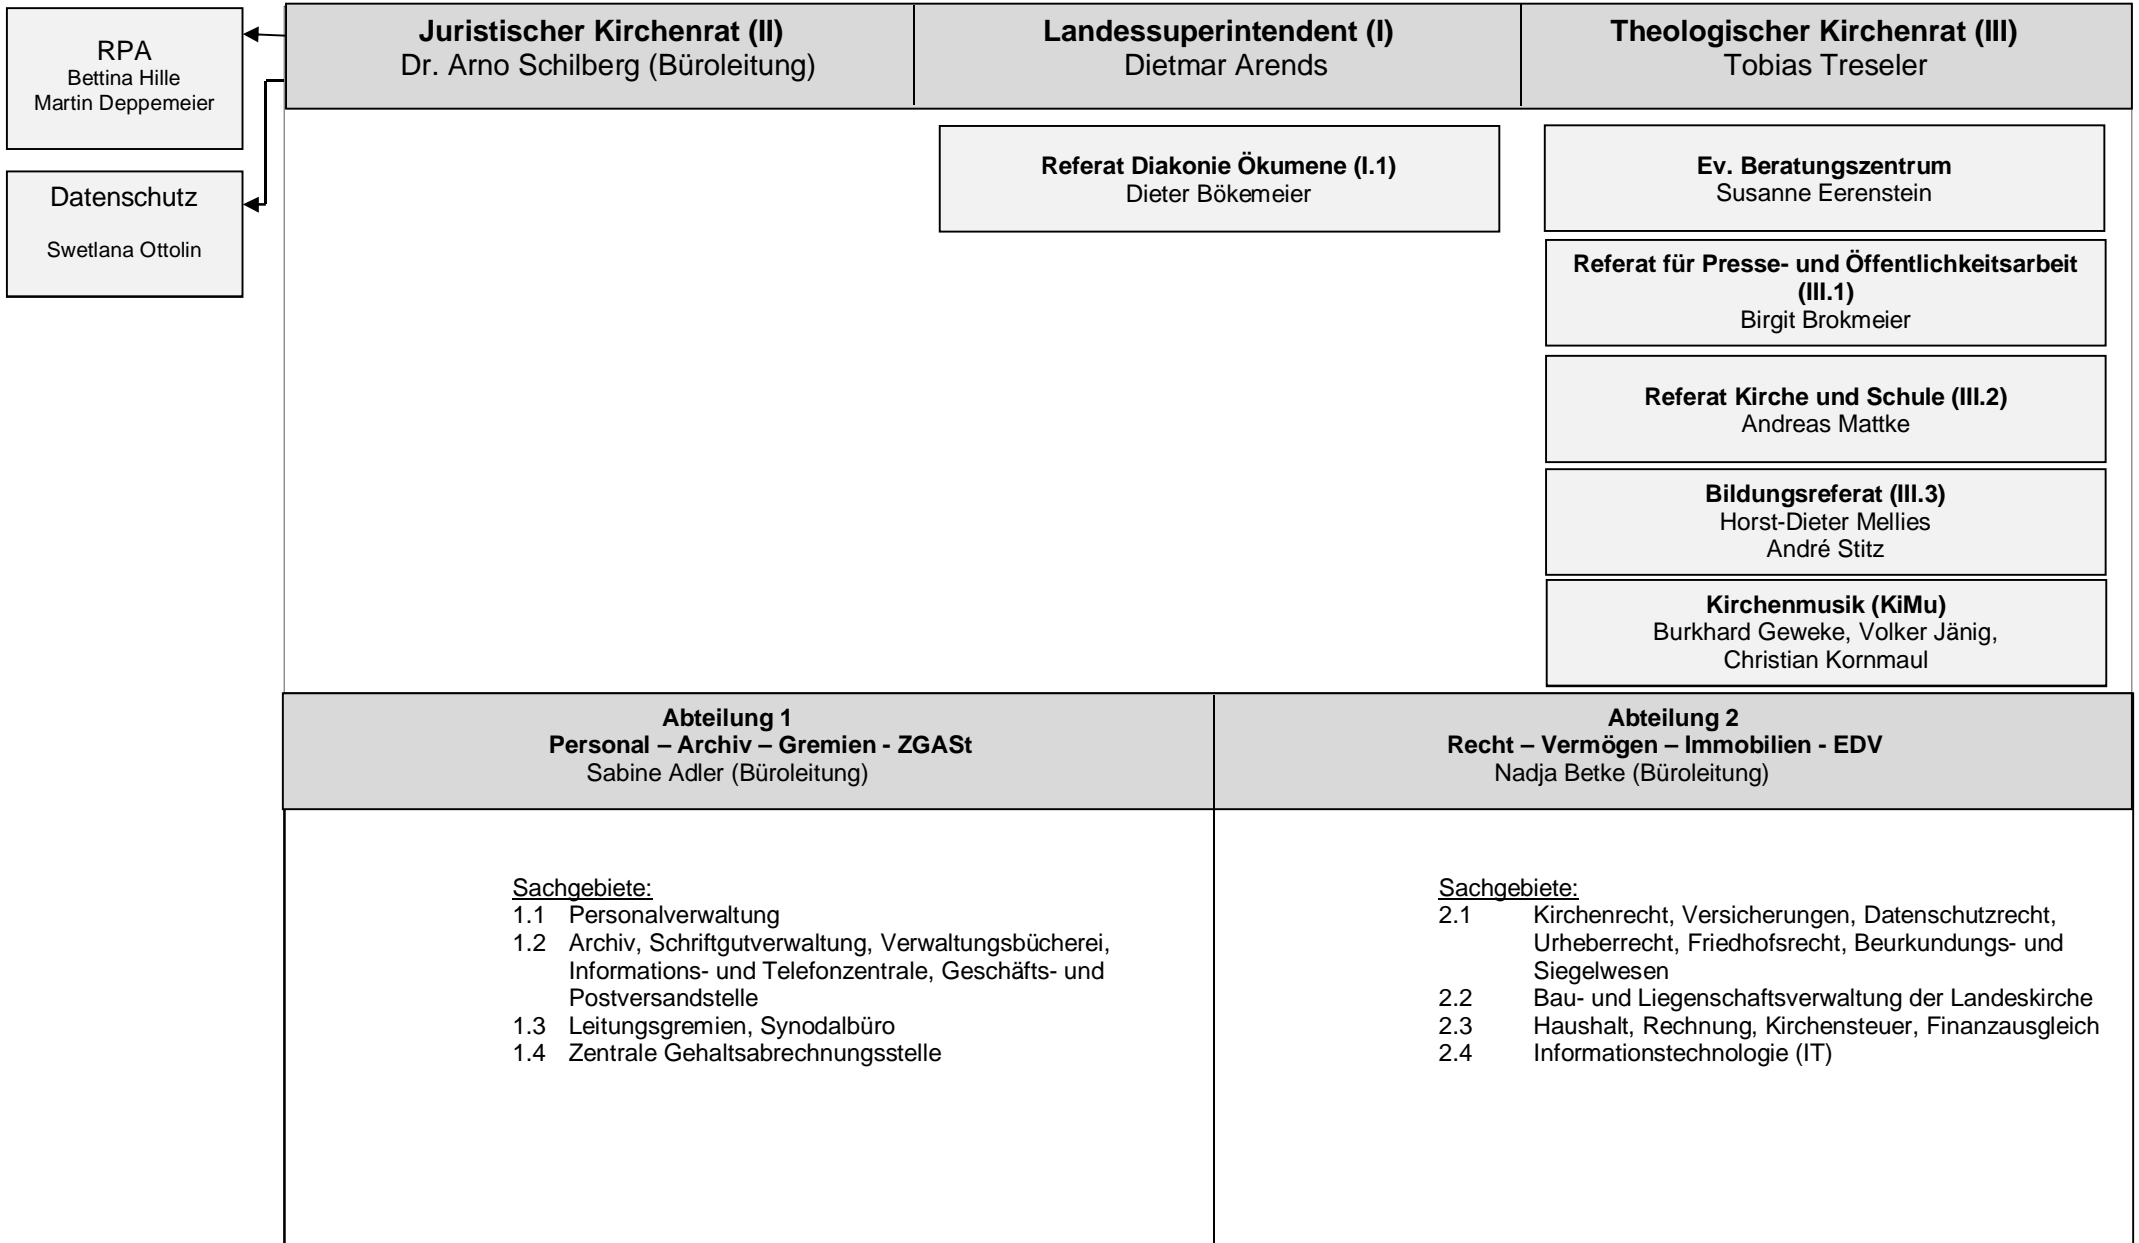 RPA
Bettina Hille
Martin Deppemeier
Datenschutz
Swetlana Ottolin
Juristischer Kirchenrat (II)
Dr. Arno Schilberg (Büroleitung)
Landessuperintendent (I)
Dietmar Arends
Theologischer Kirchenrat (III)
Tobias Treseler
Referat Diakonie Ökumene (I.1)
Dieter Bökemeier
Ev. Beratungszentrum
Susanne Eerenstein
Referat für Presse- und Öffentlichkeitsarbeit
(III.1)
Birgit Brokmeier
Referat Kirche und Schule (III.2)
Andreas Mattke
Bildungsreferat (III.3)
Horst-Dieter Mellies
André Stitz
Kirchenmusik (KiMu)
Burkhard Geweke, Volker Jänig,
Christian Kornmaul
Abteilung 1
Personal – Archiv – Gremien - ZGASt
Sabine Adler (Büroleitung)
Abteilung 2
Recht – Vermögen – Immobilien - EDV
Nadja Betke (Büroleitung)
Sachgebiete:
1.1 Personalverwaltung
1.2 Archiv, Schriftgutverwaltung, Verwaltungsbücherei,
Informations- und Telefonzentrale, Geschäfts- und
Postversandstelle
1.3 Leitungsgremien, Synodalbüro
1.4 Zentrale Gehaltsabrechnungsstelle
Sachgebiete:
2.1 Kirchenrecht, Versicherungen, Datenschutzrecht,
Urheberrecht, Friedhofsrecht, Beurkundungs- und
Siegelwesen
2.2 Bau- und Liegenschaftsverwaltung der Landeskirche
2.3 Haushalt, Rechnung, Kirchensteuer, Finanzausgleich
2.4 Informationstechnologie (IT)